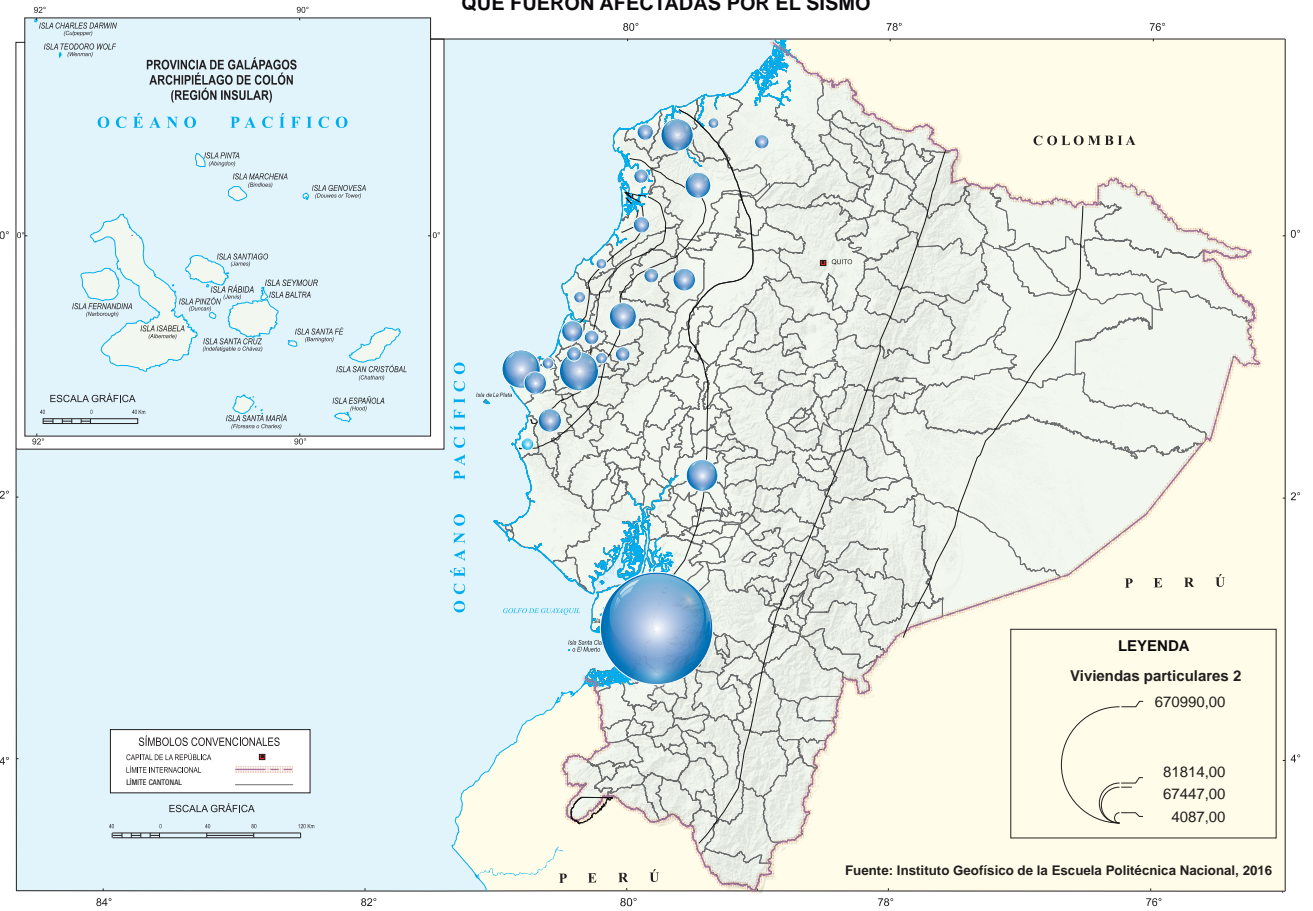 QUE FUERON AFECTADAS POR EL SISMO
92°
90°
80°
78°
76°
ISLA CHARLES DARWIN
(Culpepper)
ISLA TEODORO WOLF
(Wenman)
PROVINCIA DE GALÁPAGOS
ARCHIPIÉLAGO DE COLÓN
(REGIÓN INSULAR)
OCÉANO PACÍFICO
ISLA PINTA
(Abingdon)
ISLA MARCHENA
(Bindloes)
ISLA GENOVESA
(Douwes or Tower)
0°
0°
0°
0°
ISLA SANTIAGO
(James)
ISLA RÁBIDA
(Jervis)
ISLA SEYMOUR
ISLA BALTRA
ISLA FERNANDINA
(Narborough)
ISLA PINZÓN
(Duncan)
ISLA ISABELA
(Albemarle)
ISLA SANTA CRUZ
(Indefatigable o Chávez)
ISLA SANTA FÉ
(Barrington)
ISLA SAN CRISTÓBAL
(Chatham)
ESCALA GRÁFICA
40 0 40 Km
ISLA SANTA MARÍA
(Floreana o Charles)
ISLA ESPAÑOLA
(Hood)
92°
90°
COLOMBIA
QUITO
OCÉANO PACÍFICO
Isla de La Plata
2°
2°
PERÚ
GOLFO DE GUAYAQUIL
Isla Santa Cla
o El Muerto
LEYENDA
Viviendas particulares 2
670990,00
81814,00
67447,00
4087,00
SÍMBOLOS CONVENCIONALES
CAPITAL DE LA REPÚBLICA
LÍMITE INTERNACIONAL
LÍMITE CANTONAL
4°
4°
ESCALA GRÁFICA
40 0 40 80 120 Km
PERÚ
Fuente: Instituto Geofísico de la Escuela Politécnica Nacional, 2016
84°
82°
80°
78°
76°